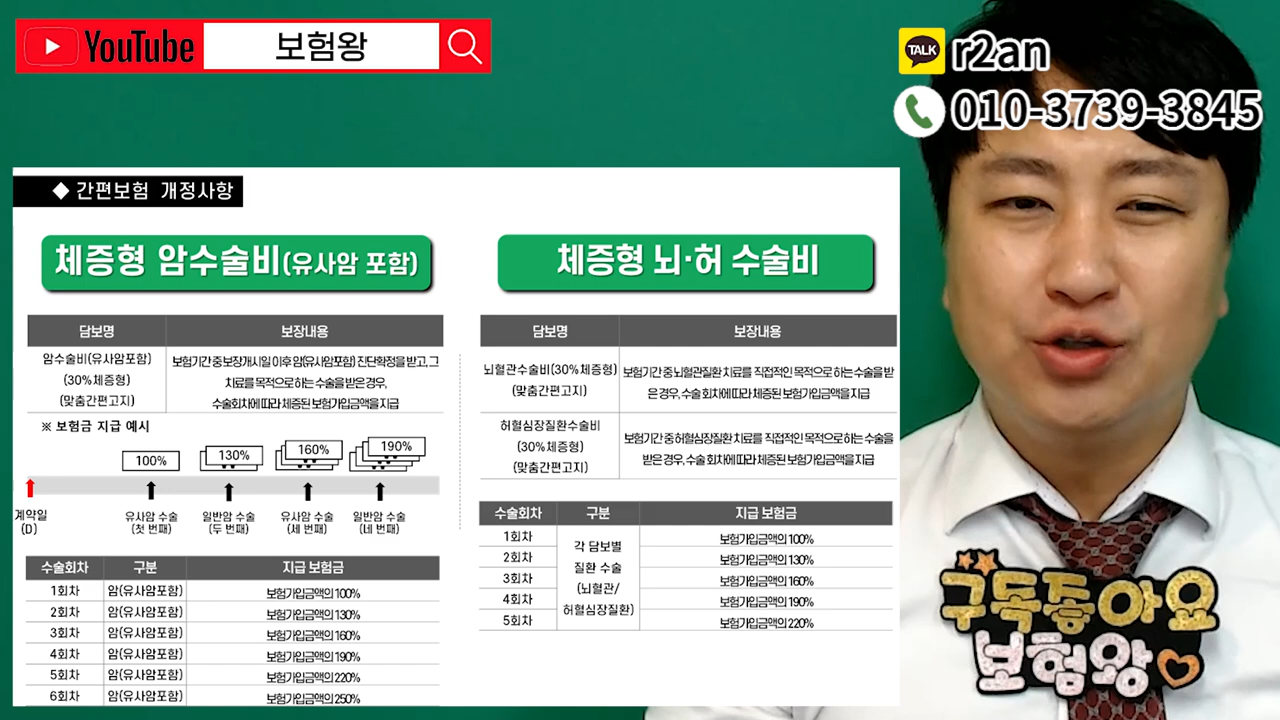 YouTube 보험왕
TALK r2an
010-3739-3845
◆ 간편보험 개정사항
체증형 암수술비(유사암 포함)
담보명 보장내용
암수술비(유사암포함)
(30%체증형)
(맞춤간편고지)
보험기간 중 보장개시일 이후 암(유사암포함) 진단확정을 받고, 그
치료를 목적으로 하는 수술을 받은 경우,
수술회차에 따라 체증된 보험가입금액을 지급
※ 보험금 지급 예시
100% 130% 160% 190%
계약일
(D)
유사암 수술
(첫 번째)
일반암 수술
(두 번째)
유사암 수술
(세 번째)
일반암 수술
(네 번째)
수술회차 구분 지급 보험금
1회차 암(유사암포함) 보험가입금액의 100%
2회차 암(유사암포함) 보험가입금액의 130%
3회차 암(유사암포함) 보험가입금액의 160%
4회차 암(유사암포함) 보험가입금액의 190%
5회차 암(유사암포함) 보험가입금액의 220%
6회차 암(유사암포함) 보험가입금액의 250%
체증형 뇌·허 수술비
담보명 보장내용
뇌혈관수술비(30%체증형)
(맞춤간편고지)
보험기간 중 뇌혈관질환 치료를 직접적인 목적으로 하는 수술을 받
은 경우, 수술 회차에 따라 체증된 보험가입금액을 지급
허혈심장질환수술비
(30%체증형)
(맞춤간편고지)
보험기간 중 허혈심장질환 치료를 직접적인 목적으로 하는 수술을
받은 경우, 수술 회차에 따라 체증된 보험가입금액을 지급
수술회차 구분 지급 보험금
1회차 보험가입금액의 100%
2회차 보험가입금액의 130%
3회차 보험가입금액의 160%
4회차 보험가입금액의 190%
5회차 보험가입금액의 220%
각 담보별
질환 수술
(뇌혈관/
허혈심장질환)
구독좋아요
보험왕